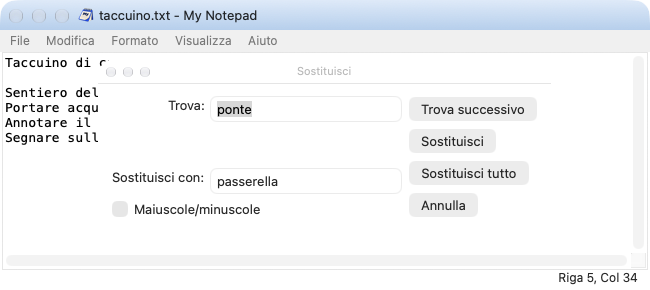 taccuino.txt - My Notepad
File Modifica Formato Visualizza Aiuto
Taccuino di
Sostituisci
Sentiero del
Portare acqu
Annotare il
Segnare sull
Trova: ponte Trova successivo
Sostituisci
Sostituisci tutto
Sostituisci con: passerella
Annulla
Maiuscole/minuscole
Riga 5, Col 34